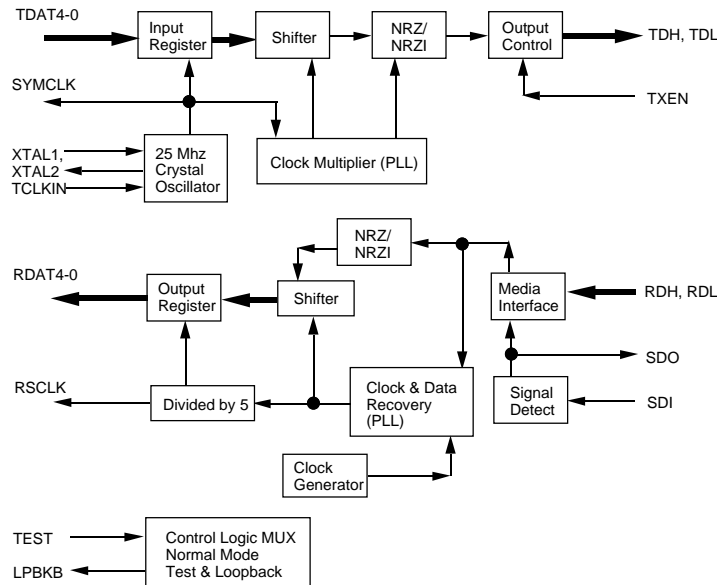 TDAT4-0
Input
Register
Shifter
NRZ/
NRZI
Output
Control
TDH, TDL
SYMCLK
TXEN
XTAL1,
XTAL2
TCLKIN
25 Mhz
Crystal
Oscillator
Clock Multiplier (PLL)
NRZ/
NRZI
RDAT4-0
Output
Register
Shifter
Media
Interface
RDH, RDL
SDO
RSCLK
Divided by 5
Clock & Data
Recovery
(PLL)
Signal
Detect
SDI
Clock
Generator
TEST
LPBKB
Control Logic MUX
Normal Mode
Test & Loopback